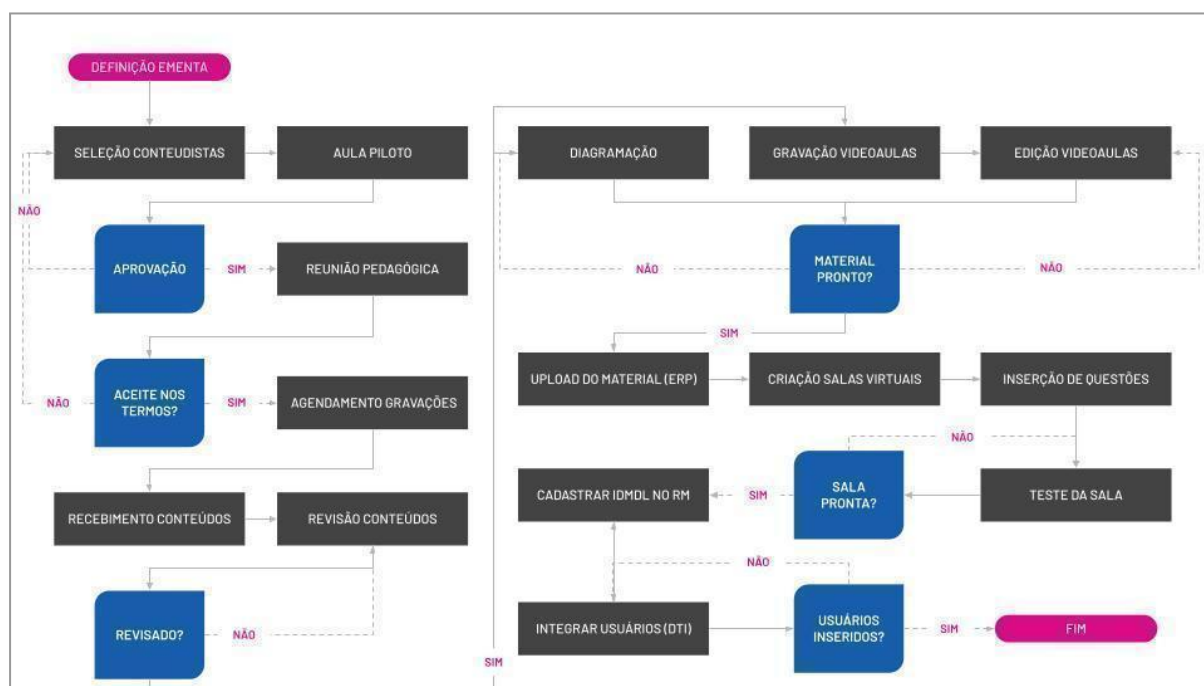 DEFINIÇÃO EMENTA
SELEÇÃO CONTEUDISTAS
AULA PILOTO
NÃO
APROVAÇÃO
SIM
REUNIÃO PEDAGÓGICA
NÃO
ACEITE NOS
TERMOS?
SIM
AGENDAMENTO GRAVAÇÕES
RECEBIMENTO CONTEÚDOS
REVISÃO CONTEÚDOS
REVISADO?
NÃO
SIM
DIAGRAMAÇÃO
GRAVAÇÃO VIDEOAULAS
EDIÇÃO VIDEOAULAS
NÃO
MATERIAL
PRONTO?
NÃO
SIM
UPLOAD DO MATERIAL (ERP)
CRIAÇÃO SALAS VIRTUAIS
INSERÇÃO DE QUESTÕES
NÃO
CADASTRAR IDMDL NO RM
SIM
SALA
PRONTA?
TESTE DA SALA
NÃO
INTEGRAR USUÁRIOS (DTI)
USUÁRIOS
INSERIDOS?
SIM
FIM